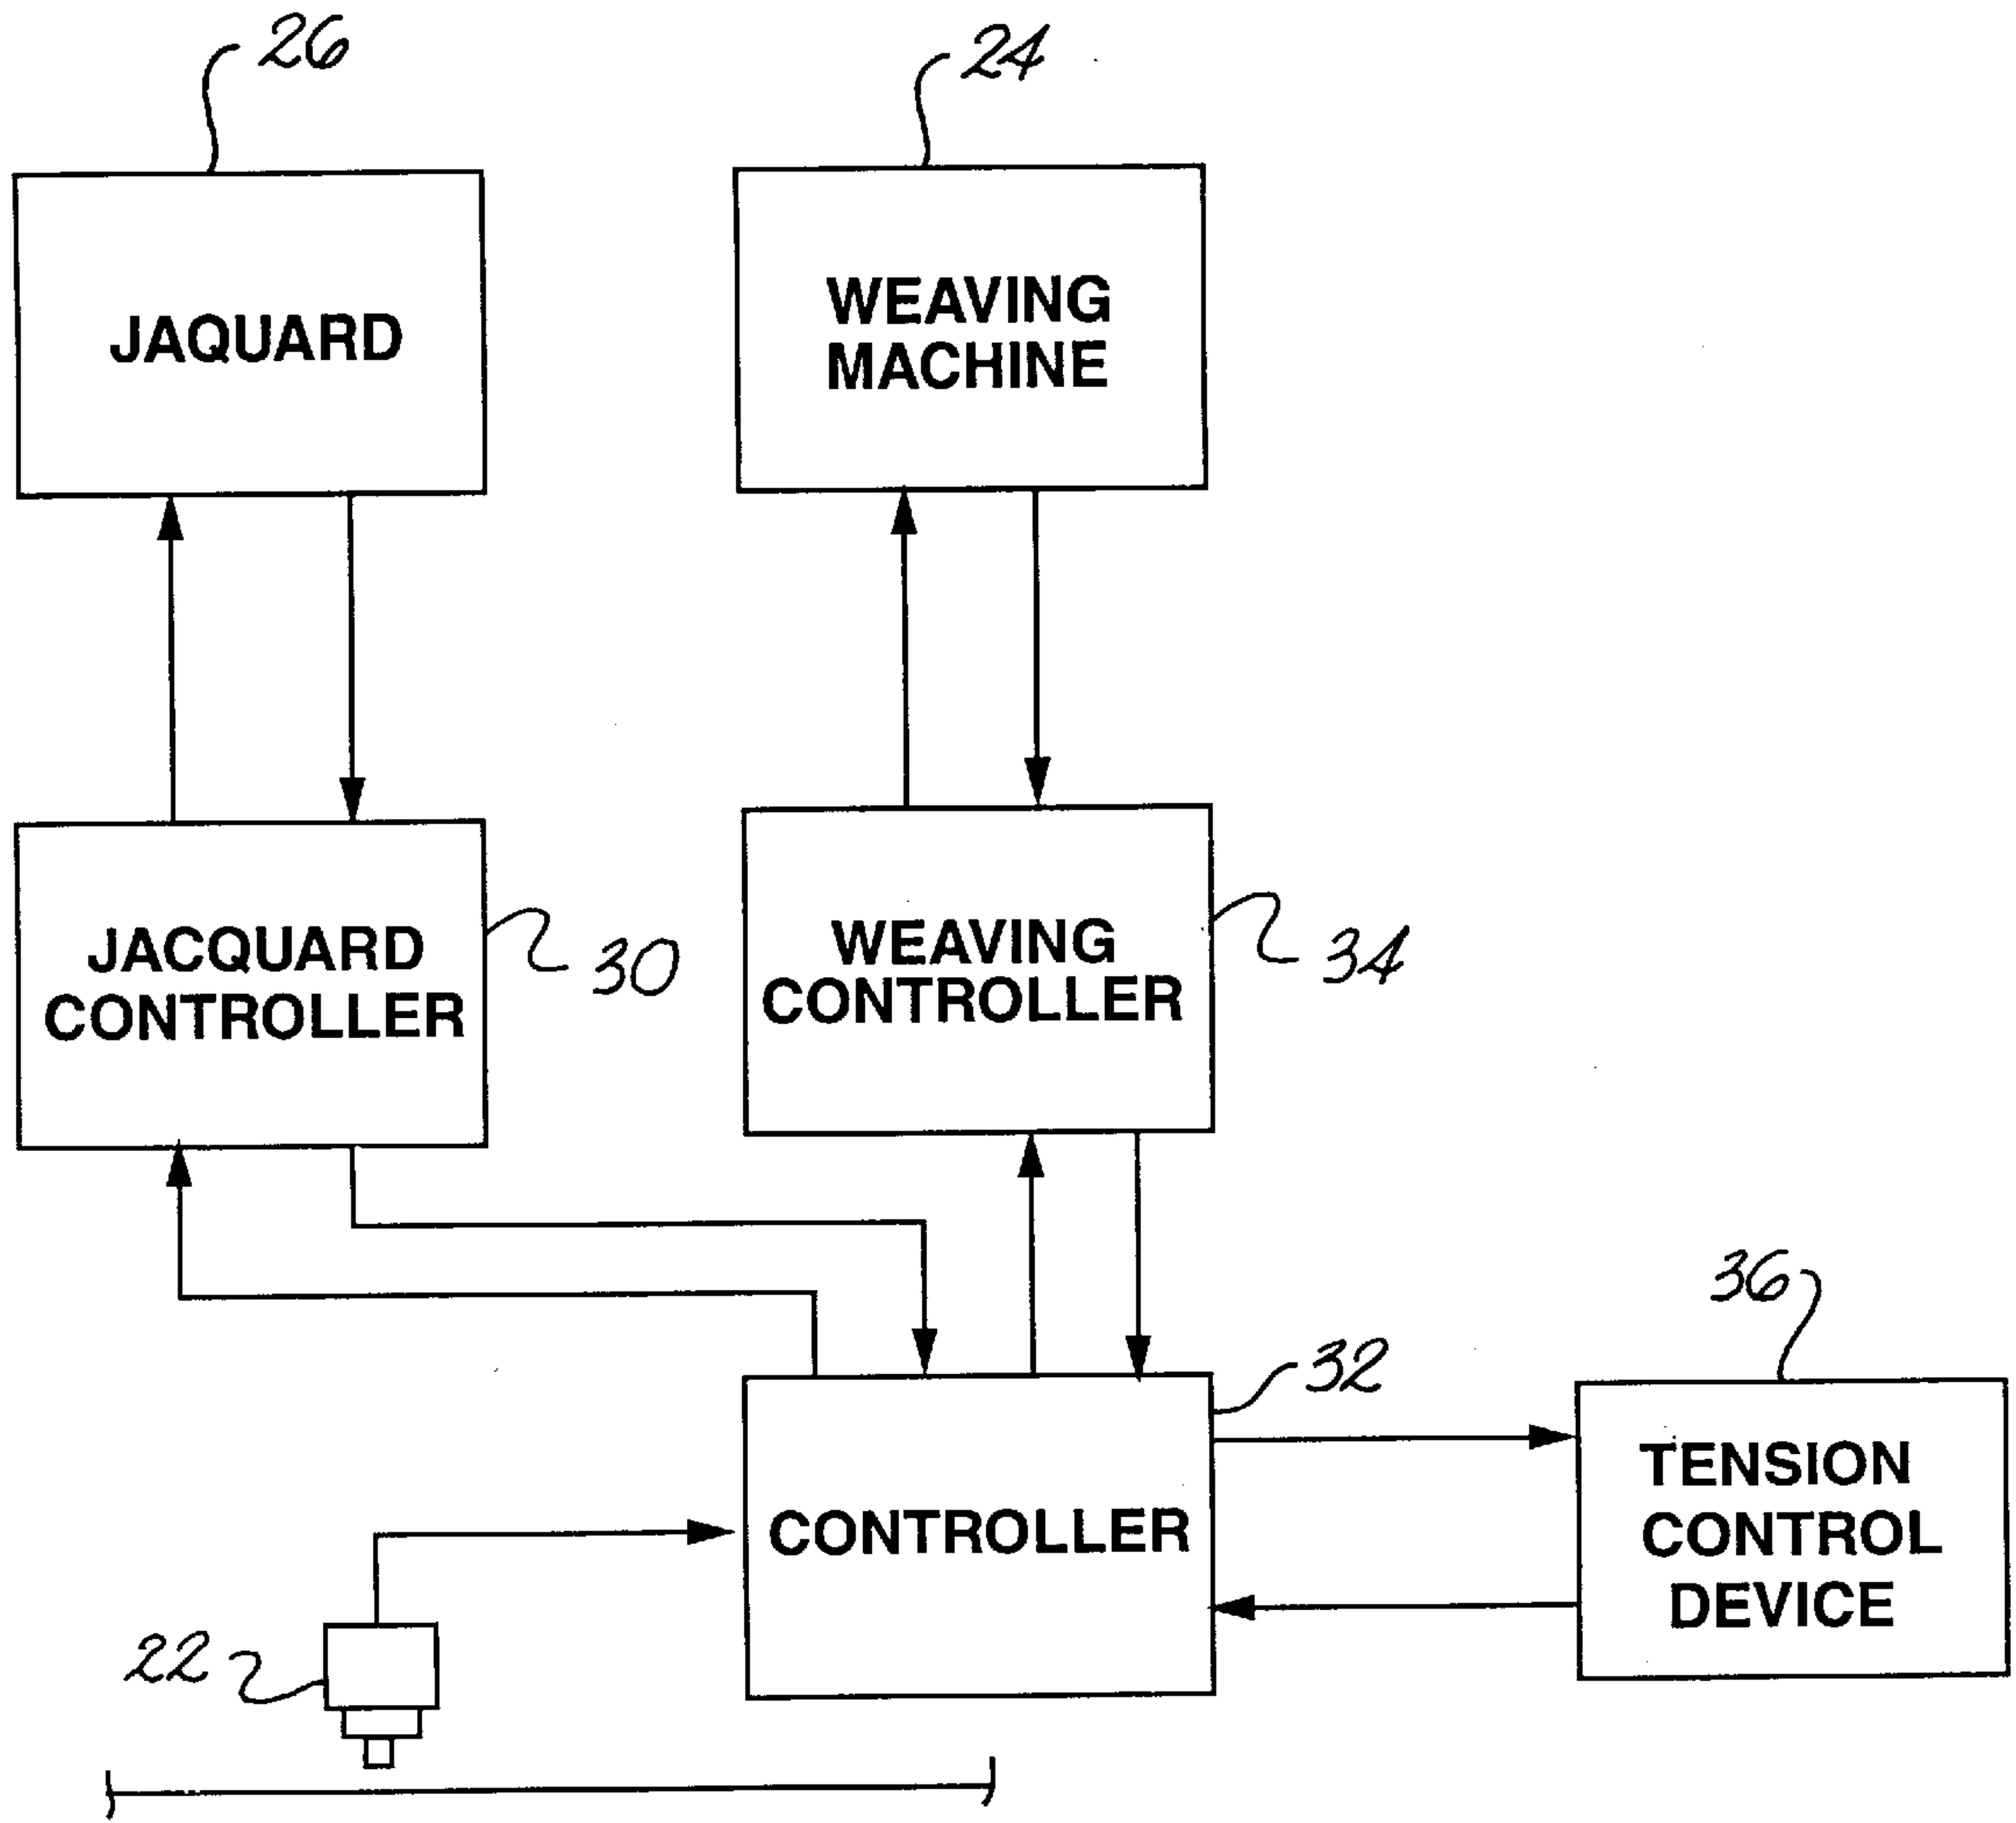 26
24
JAQUARD
WEAVING
MACHINE
JACQUARD
CONTROLLER
30
WEAVING
CONTROLLER
34
36
32
CONTROLLER
TENSION
CONTROL
DEVICE
22